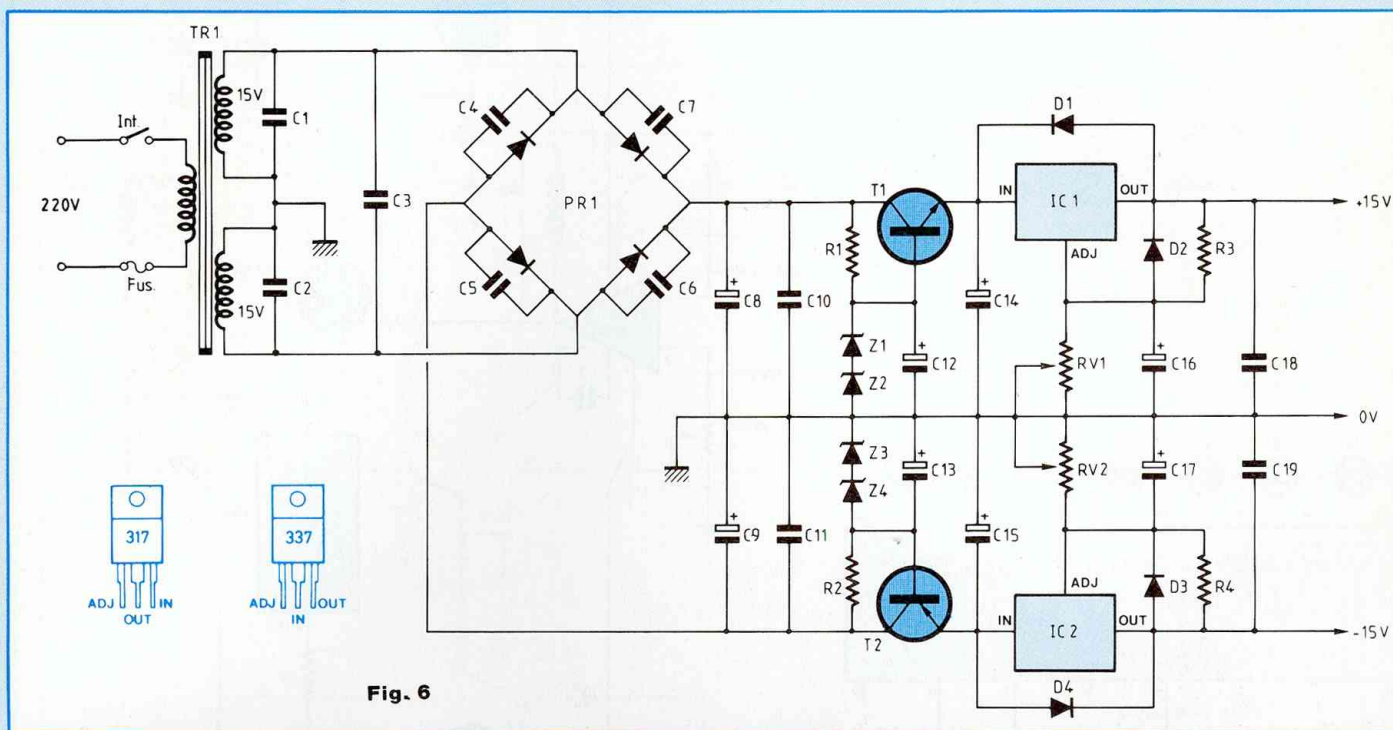 TR1
15V
C1
Int.
220V
Fus.
15V
C2
C3
C4
C7
PR1
C5
C6
C8
C10
R1
T1
Z1
Z2
C12
C14
D1
IN
IC1
OUT
ADJ
D2
R3
RV1
C16
C18
+15V
0V
C9
C11
Z3
Z4
R2
C13
C15
T2
RV2
C17
C19
ADJ
IN
IC2
OUT
D3
R4
D4
-15V
317
ADJ
OUT
IN
337
ADJ
IN
OUT
Fig. 6